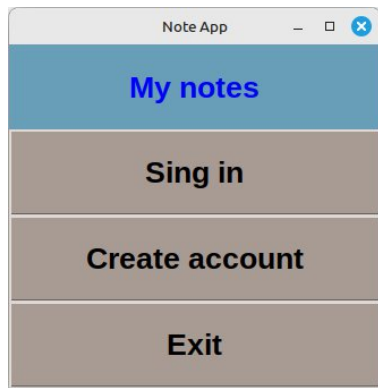 Note App
My notes
Sing in
Create account
Exit